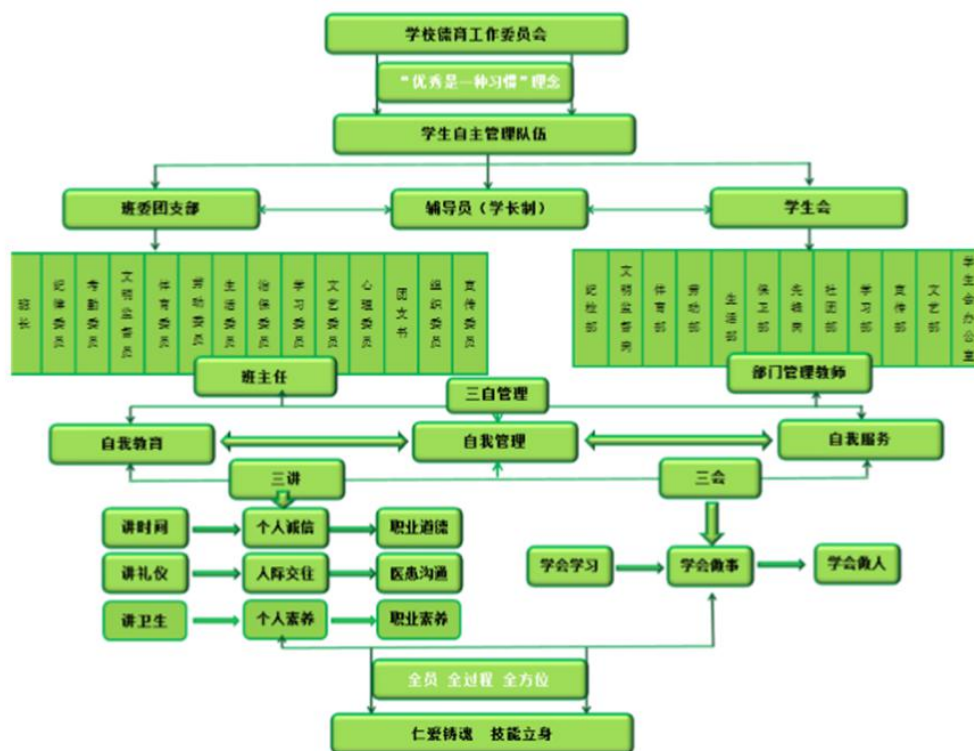 学校德育工作委员会
“优秀是一种习惯”理念
学生自主管理队伍
班委团支部
辅导员（学长制）
学生会
班长
纪律委员
考勤委员
文明监督员
体育委员
劳动委员
生活委员
治保委员
学习委员
文艺委员
心理委员
团支书
组织委员
宣传委员
纪检部
文明监督岗
体育部
劳动部
生活部
保卫部
先锋岗
社团部
学习部
宣传部
文艺部
学生会办公室
班主任
部门管理教师
三自管理
自我教育
自我管理
自我服务
三讲
三会
讲时间
个人诚信
职业道德
讲礼仪
人际交往
医患沟通
讲卫生
个人素养
职业素养
学会学习
学会做事
学会做人
全员 全过程 全方位
仁爱铸魂 技能立身